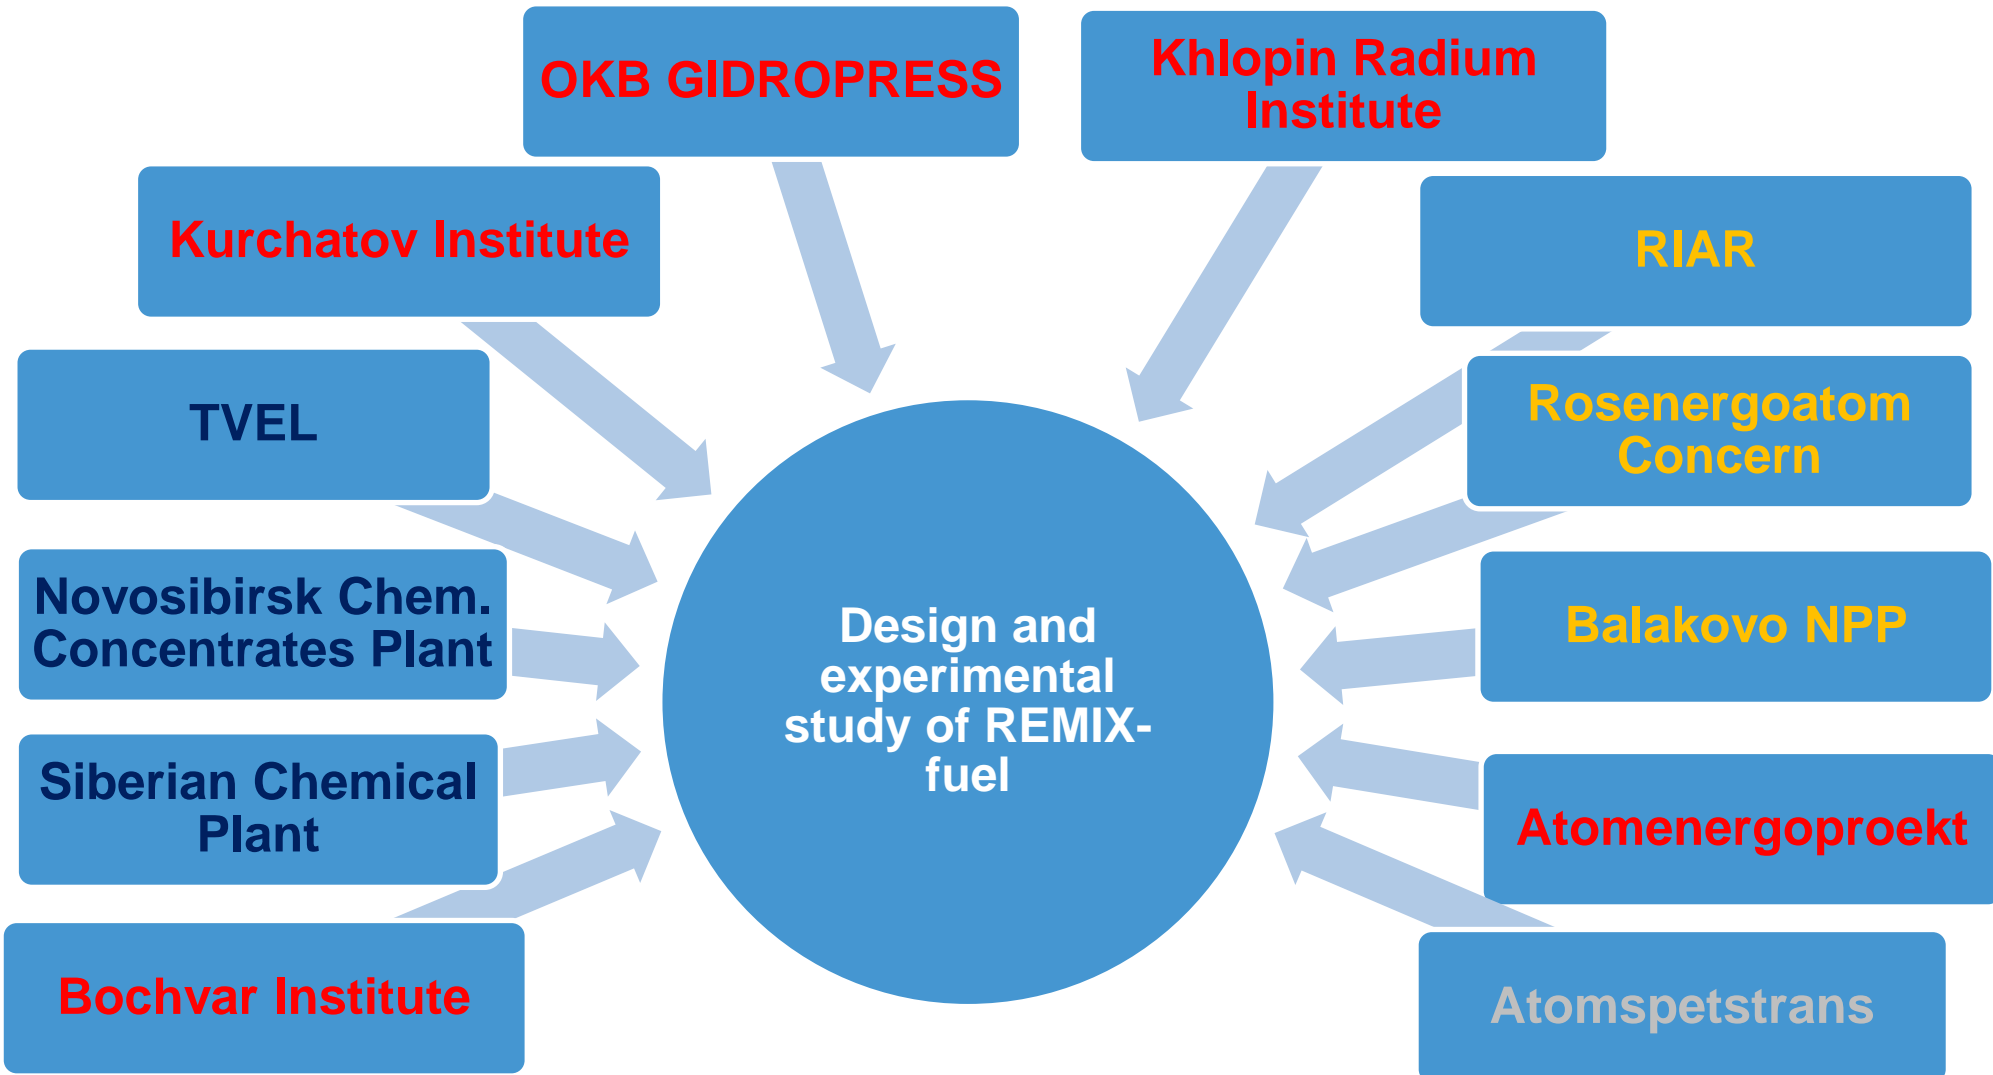 OKB GIDROPRESS
Khlopin Radium
Institute
Kurchatov Institute
RIAR
TVEL
Rosenergoatom
Concern
Novosibirsk Chem.
Concentrates Plant
Balakovo NPP
Design and
experimental
study of REMIX-
fuel
Siberian Chemical
Plant
Atomenergoproekt
Bochvar Institute
Atomspetstrans